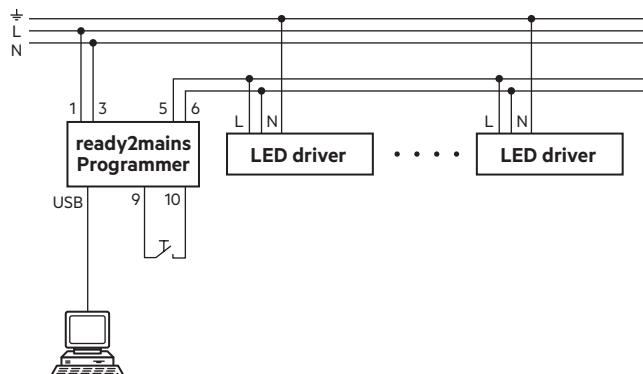 L
N
1 3 5 6
L N L N
ready2mains
Programmer
LED driver LED driver
USB 9 10